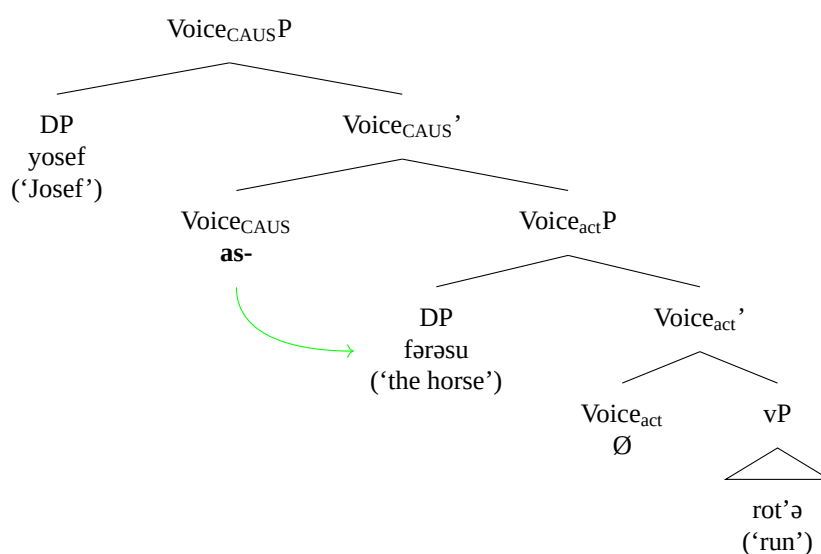 Voice_CAUS P
DP
yosef
(‘Josef’)
Voice_CAUS’
Voice_CAUS
as-
Voice_act P
DP
fərəsu
(‘the horse’)
Voice_act’
Voice_act
Ø
vP
rot’ə
(‘run’)